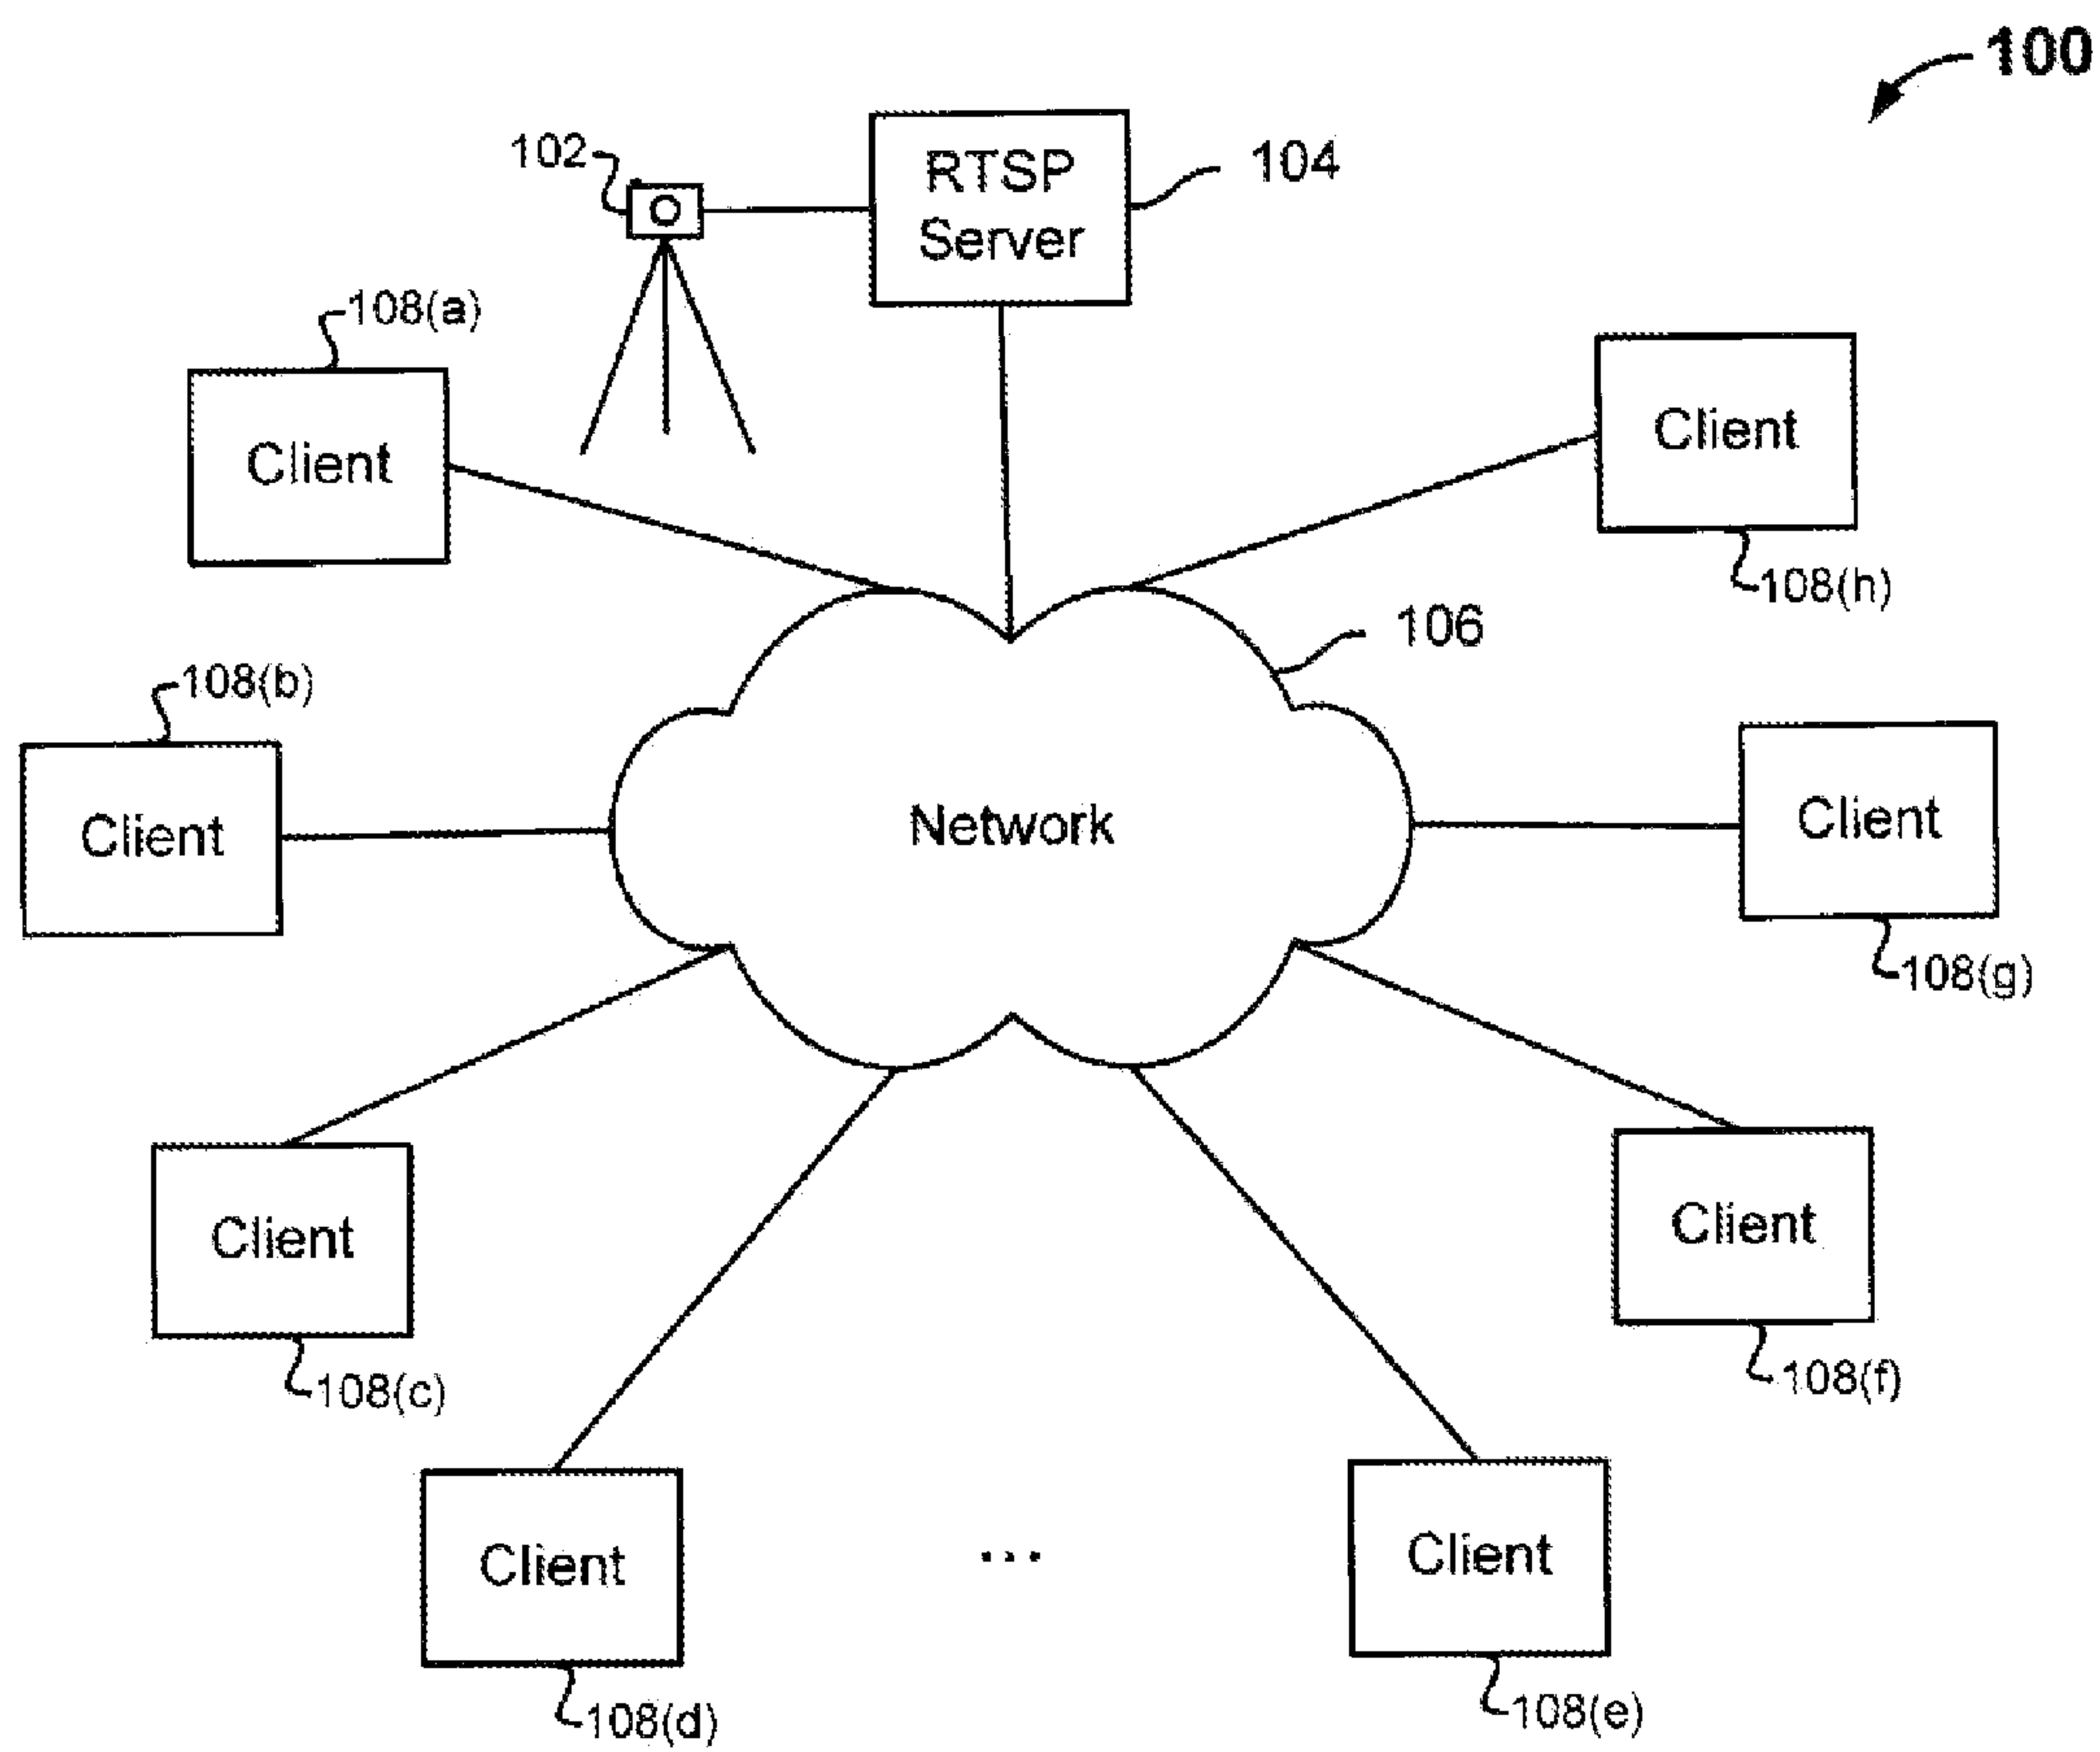 100
102
RTSP
Server
104
108(a)
Client
Client
108(h)
106
108(b)
Client
Network
Client
108(g)
Client
108(c)
Client
108(f)
Client
108(d)
...
Client
108(e)